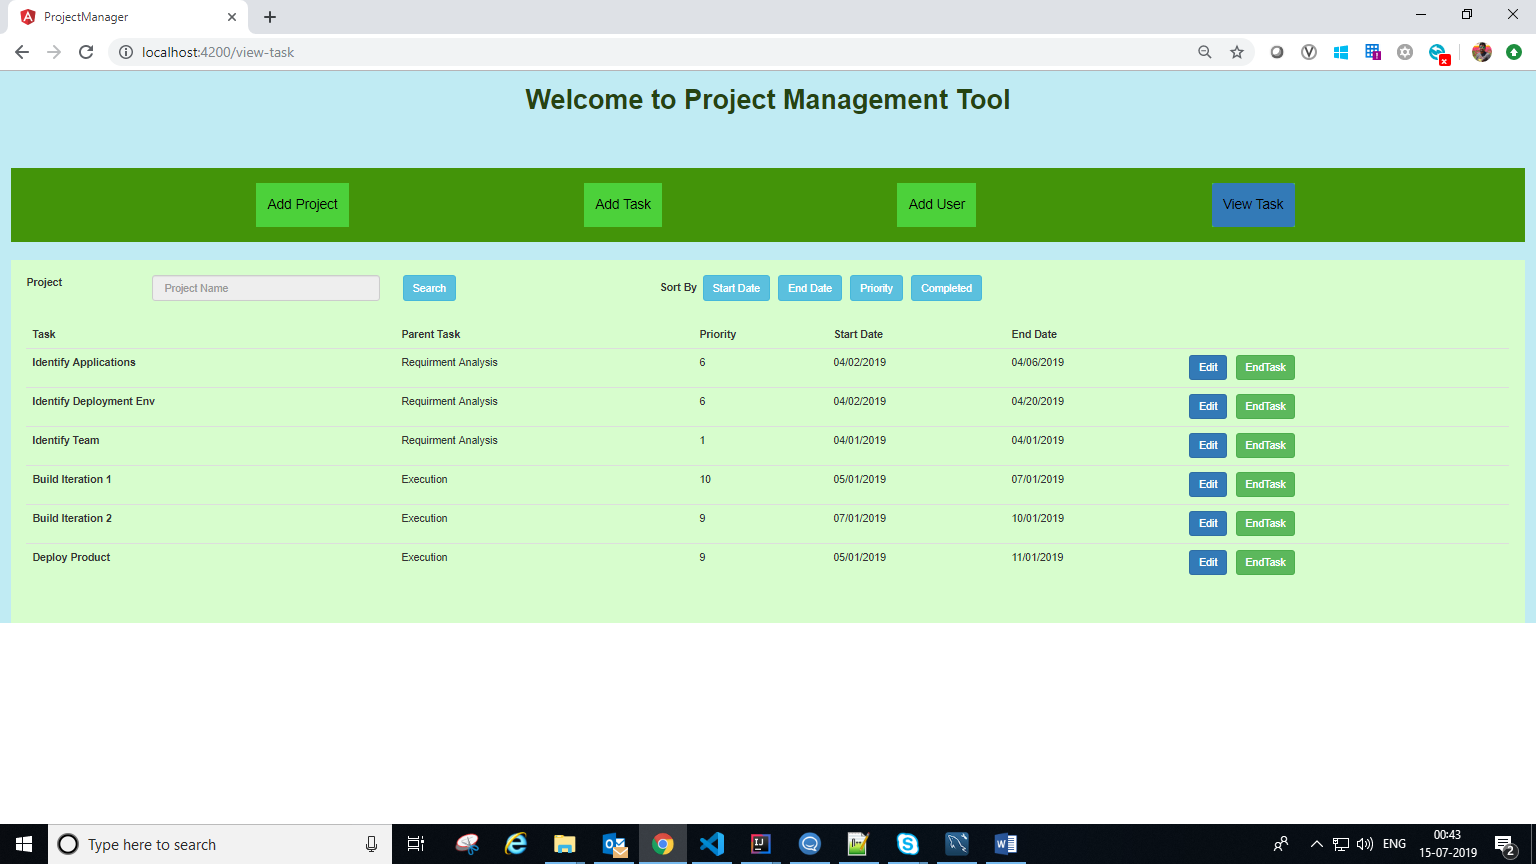 ProjectManager
localhost:4200/view-task
Welcome to Project Management Tool
Add Project Add Task Add User View Task
Project Project Name Search Sort By Start Date End Date Priority Completed
Task Parent Task Priority Start Date End Date
Identify Applications Requirment Analysis 6 04/02/2019 04/06/2019 Edit EndTask
Identify Deployment Env Requirment Analysis 6 04/02/2019 04/20/2019 Edit EndTask
Identify Team Requirment Analysis 1 04/01/2019 04/01/2019 Edit EndTask
Build Iteration 1 Execution 10 05/01/2019 07/01/2019 Edit EndTask
Build Iteration 2 Execution 9 07/01/2019 10/01/2019 Edit EndTask
Deploy Product Execution 9 05/01/2019 11/01/2019 Edit EndTask
Type here to search ENG 00:43
15-07-2019 2